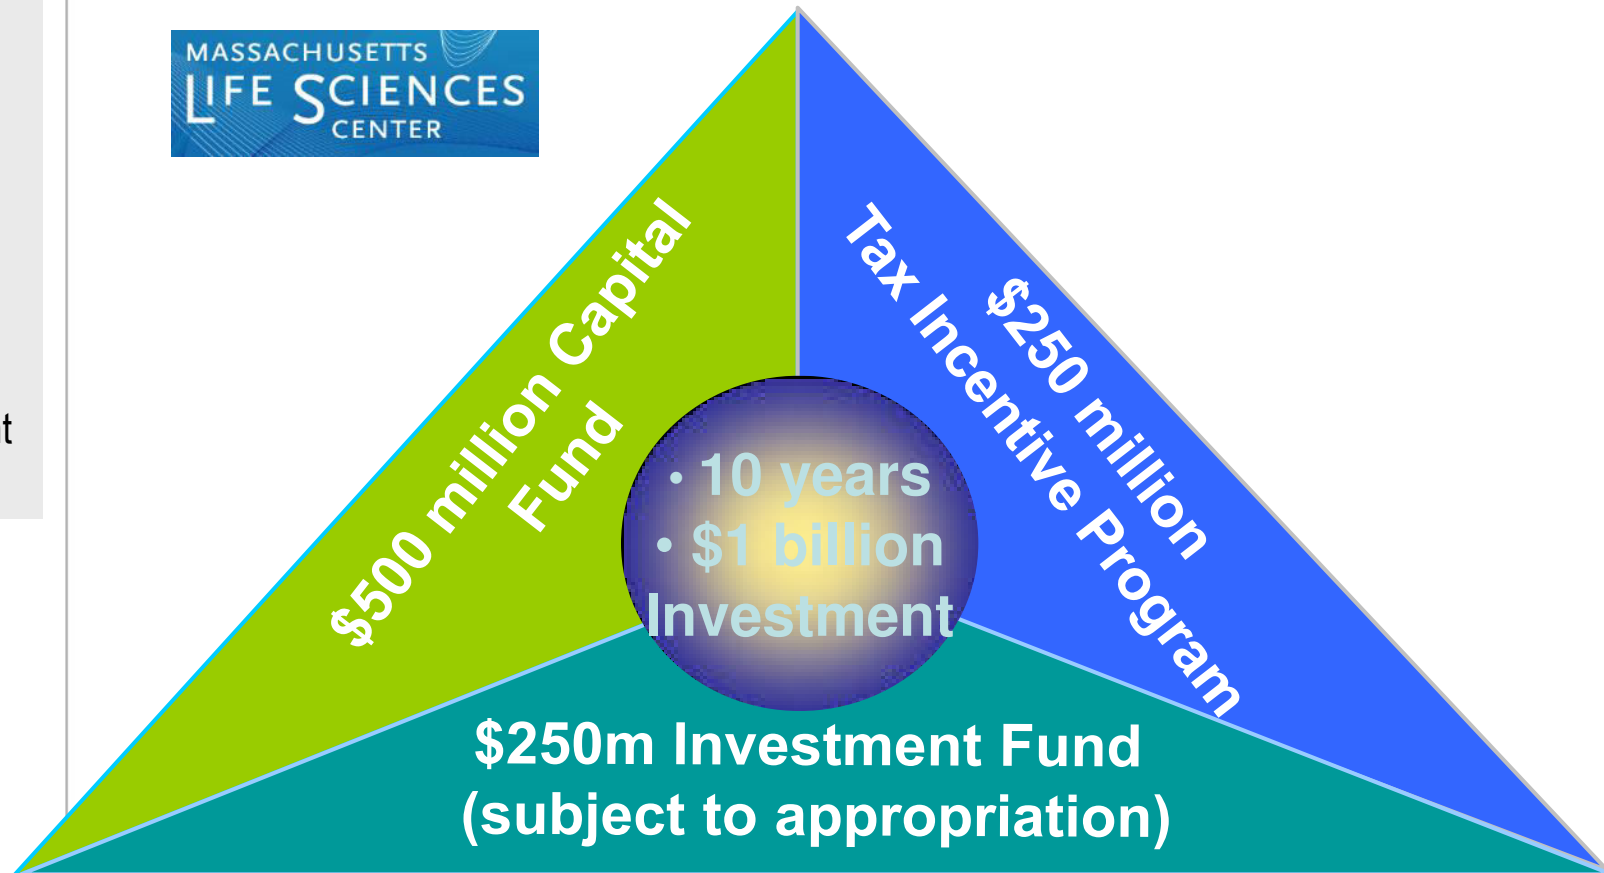 MASSACHUSETTS
LIFE SCIENCES
CENTER
$500 million Capital
Fund
$250 million
Tax Incentive Program
• 10 years
• $1 billion
Investment
$250m Investment Fund
(subject to appropriation)